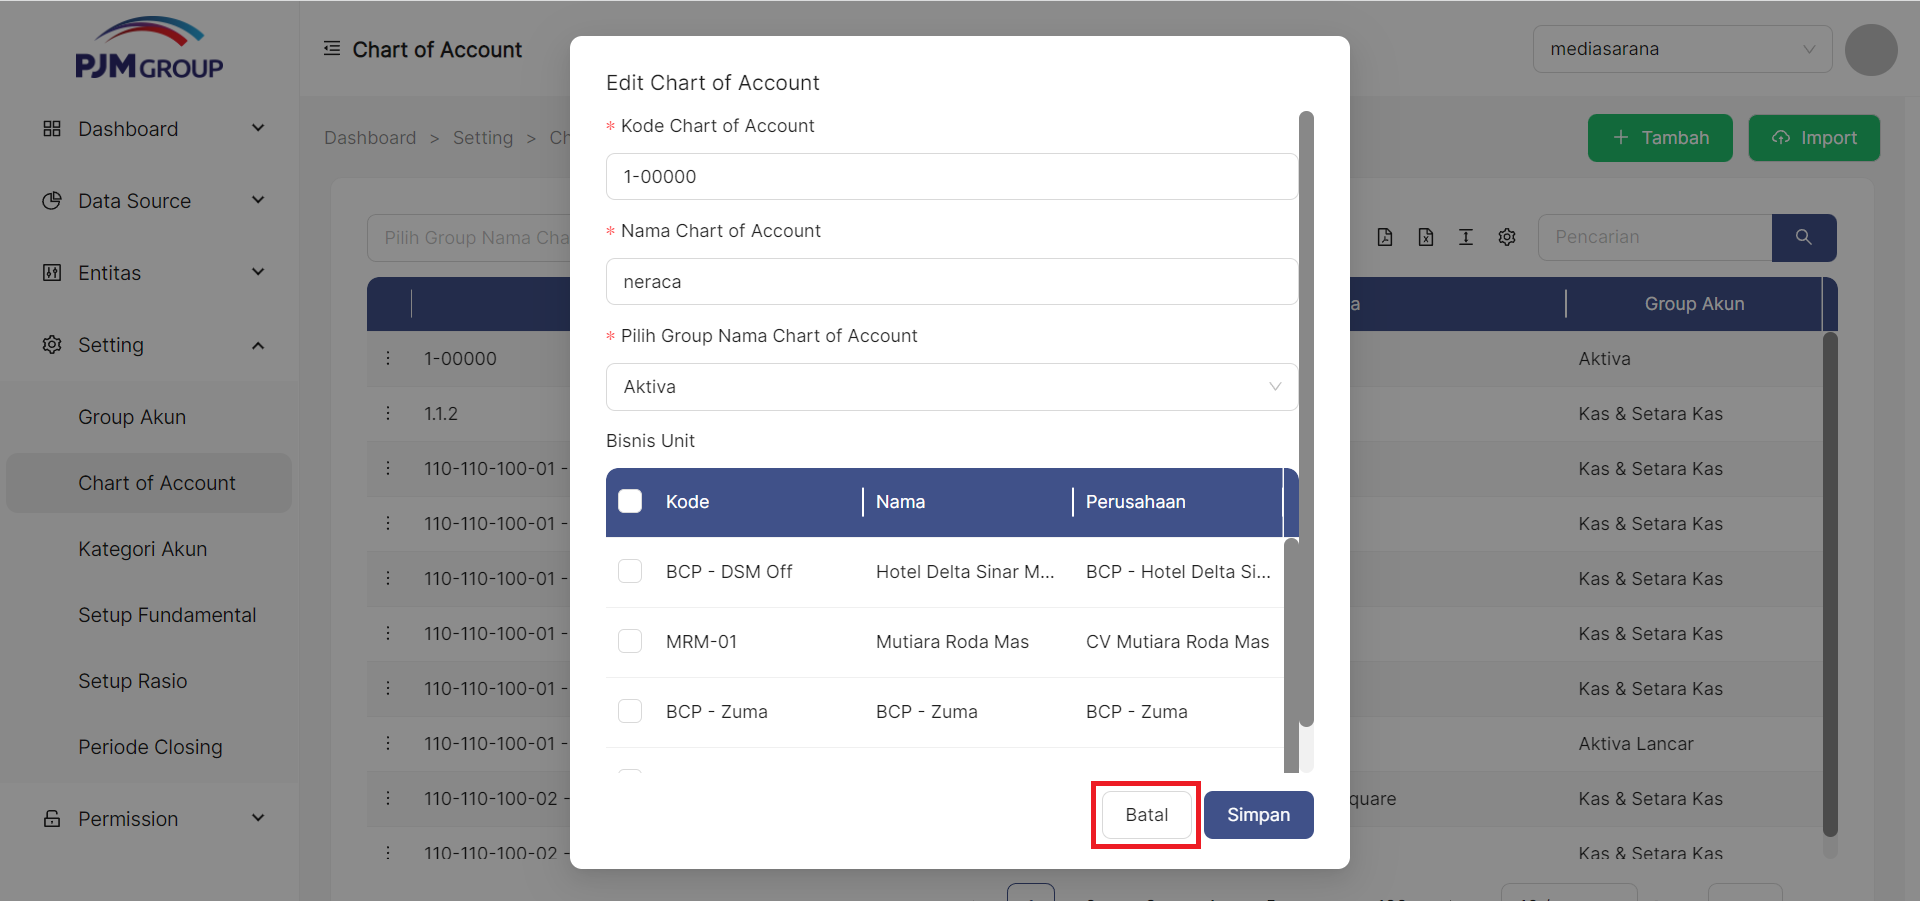 PJM GROUP
Chart of Account
mediasarana
Dashboard
Data Source
Entitas
Setting
Group Akun
Chart of Account
Kategori Akun
Setup Fundamental
Setup Rasio
Periode Closing
Permission
Dashboard > Setting > Ch
+ Tambah
Import
Pilih Group Nama Cha
Pencarian
a
Group Akun
1-00000
Aktiva
1.1.2
Kas & Setara Kas
110-110-100-01 -
Kas & Setara Kas
110-110-100-01 -
Kas & Setara Kas
110-110-100-01 -
Kas & Setara Kas
110-110-100-01 -
Kas & Setara Kas
110-110-100-01 -
Kas & Setara Kas
110-110-100-01 -
Aktiva Lancar
110-110-100-02 -
quare
Kas & Setara Kas
110-110-100-02 -
Kas & Setara Kas
Edit Chart of Account
* Kode Chart of Account
1-00000
* Nama Chart of Account
neraca
* Pilih Group Nama Chart of Account
Aktiva
Bisnis Unit
Kode Nama Perusahaan
BCP - DSM Off Hotel Delta Sinar M... BCP - Hotel Delta Si...
MRM-01 Mutiara Roda Mas CV Mutiara Roda Mas
BCP - Zuma BCP - Zuma BCP - Zuma
Batal
Simpan